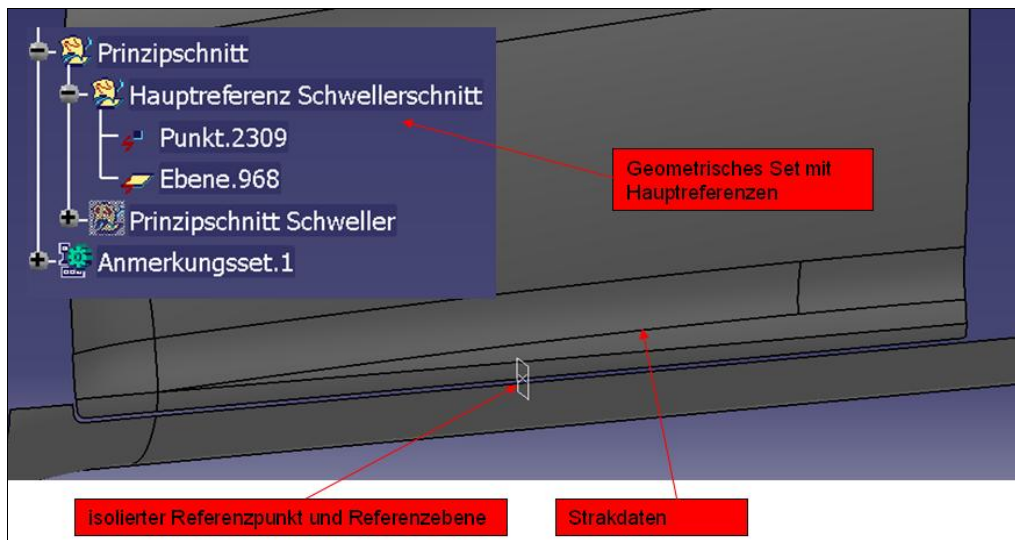 Prinzipschnitt
Hauptreferenz Schwellerschnitt
Punkt.2309
Ebene.968
Prinzipschnitt Schweller
Anmerkungsset.1
Geometrisches Set mit
Hauptreferenzen
isolierter Referenzpunkt und Referenzebene
Strakdaten